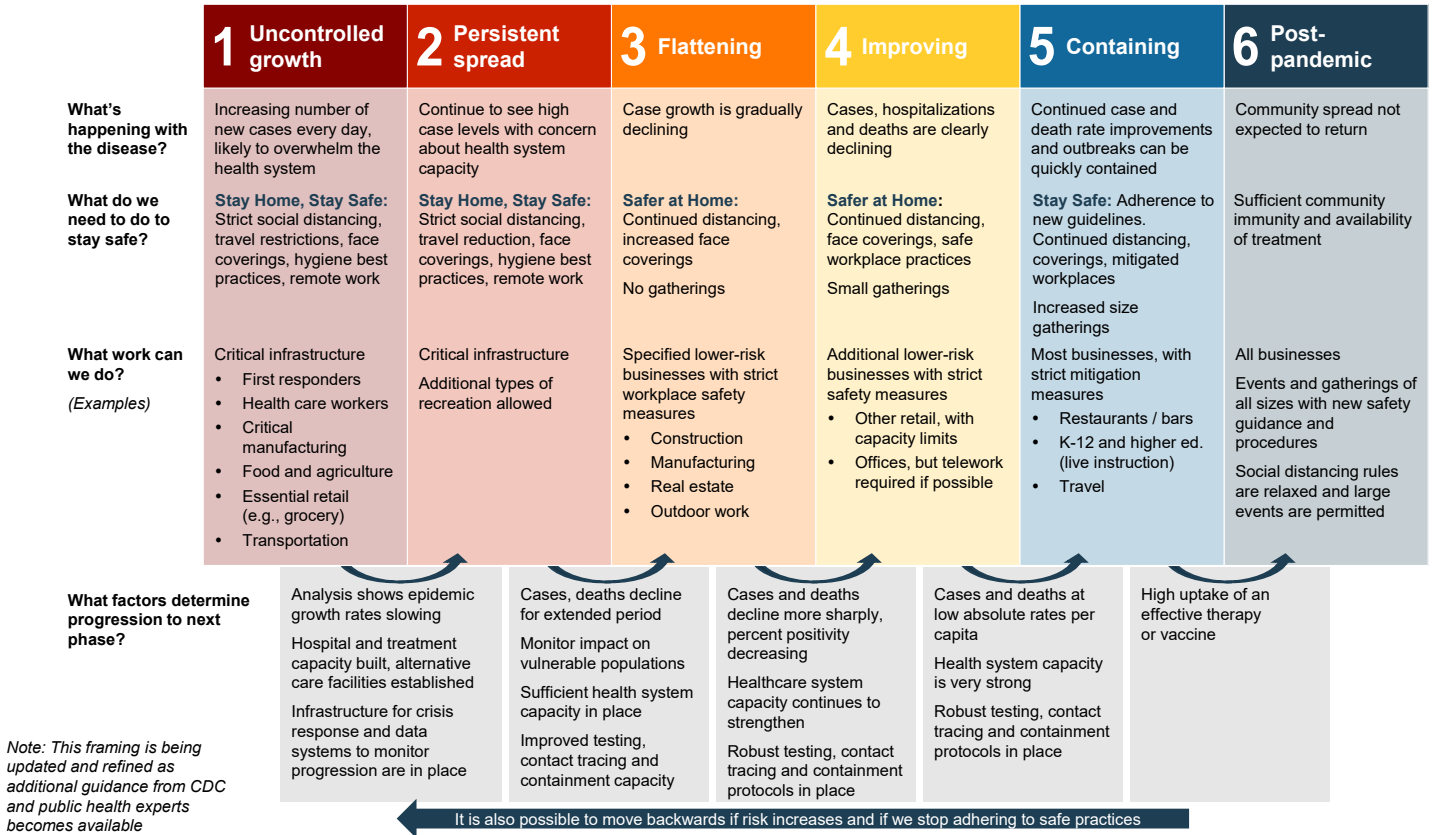 1 Uncontrolled
growth
2 Persistent
spread
3 Flattening
4 Improving
5 Containing
6 Post-
pandemic
What's
happening with
the disease?
Increasing number of
new cases every day,
likely to overwhelm the
health system
Continue to see high
case levels with concern
about health system
capacity
Case growth is gradually
declining
Cases, hospitalizations
and deaths are clearly
declining
Continued case and
death rate improvements
and outbreaks can be
quickly contained
Community spread not
expected to return
What do we
need to do to
stay safe?
Stay Home, Stay Safe:
Strict social distancing,
travel restrictions, face
coverings, hygiene best
practices, remote work
Stay Home, Stay Safe:
Strict social distancing,
travel reduction, face
coverings, hygiene best
practices, remote work
Safer at Home:
Continued distancing,
increased face
coverings
No gatherings
Safer at Home:
Continued distancing,
face coverings, safe
workplace practices
Small gatherings
Stay Safe: Adherence to
new guidelines.
Continued distancing,
coverings, mitigated
workplaces
Increased size
gatherings
Sufficient community
immunity and availability
of treatment
What work can
we do?
(Examples)
Critical infrastructure
• First responders
• Health care workers
• Critical
manufacturing
• Food and agriculture
• Essential retail
(e.g., grocery)
• Transportation
Critical infrastructure
Additional types of
recreation allowed
Specified lower-risk
businesses with strict
workplace safety
measures
• Construction
• Manufacturing
• Real estate
• Outdoor work
Additional lower-risk
businesses with strict
safety measures
• Other retail, with
capacity limits
• Offices, but telework
required if possible
Most businesses, with
strict mitigation
measures
• Restaurants / bars
• K-12 and higher ed.
(live instruction)
• Travel
All businesses
Events and gatherings of
all sizes with new safety
guidance and
procedures
Social distancing rules
are relaxed and large
events are permitted
What factors determine
progression to next
phase?
Analysis shows epidemic
growth rates slowing
Hospital and treatment
capacity built, alternative
care facilities established
Infrastructure for crisis
response and data
systems to monitor
progression are in place
Cases, deaths decline
for extended period
Monitor impact on
vulnerable populations
Sufficient health system
capacity in place
Improved testing,
contact tracing and
containment capacity
Cases and deaths
decline more sharply,
percent positivity
decreasing
Healthcare system
capacity continues to
strengthen
Robust testing, contact
tracing and containment
protocols in place
Cases and deaths at
low absolute rates per
capita
Health system capacity
is very strong
Robust testing, contact
tracing and containment
protocols in place
High uptake of an
effective therapy
or vaccine
Note: This framing is being
updated and refined as
additional guidance from CDC
and public health experts
becomes available
It is also possible to move backwards if risk increases and if we stop adhering to safe practices